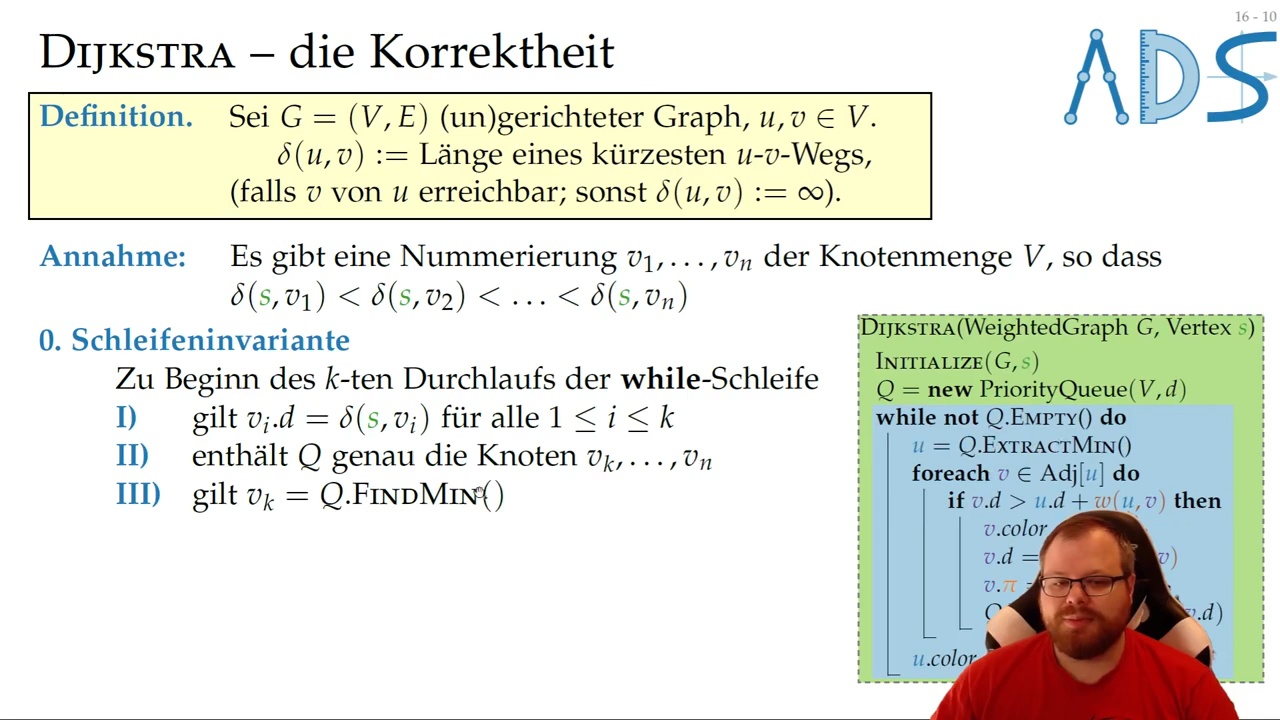 16 - 10
DIJKSTRA – die Korrektheit
ADS
Definition. Sei G = (V, E) (un)gerichteter Graph, u, v ∈ V.
δ(u, v) := Länge eines kürzesten u-v-Wegs,
(falls v von u erreichbar; sonst δ(u, v) := ∞).
Annahme: Es gibt eine Nummerierung v₁, . . . , vₙ der Knotenmenge V, so dass
δ(s, v₁) < δ(s, v₂) < . . . < δ(s, vₙ)
0. Schleifeninvariante
Zu Beginn des k-ten Durchlaufs der while-Schleife
I) gilt vᵢ.d = δ(s, vᵢ) für alle 1 ≤ i ≤ k
II) enthält Q genau die Knoten vₖ, . . . , vₙ
III) gilt vₖ = Q.FINDMIN()
DIJKSTRA(WeightedGraph G, Vertex s)
INITIALIZE(G, s)
Q = new PriorityQueue(V, d)
while not Q.EMPTY() do
u = Q.EXTRACTMIN()
foreach v ∈ Adj[u] do
if v.d > u.d + w(u, v) then
v.color
v.d = v)
v.π
v.d)
u.color